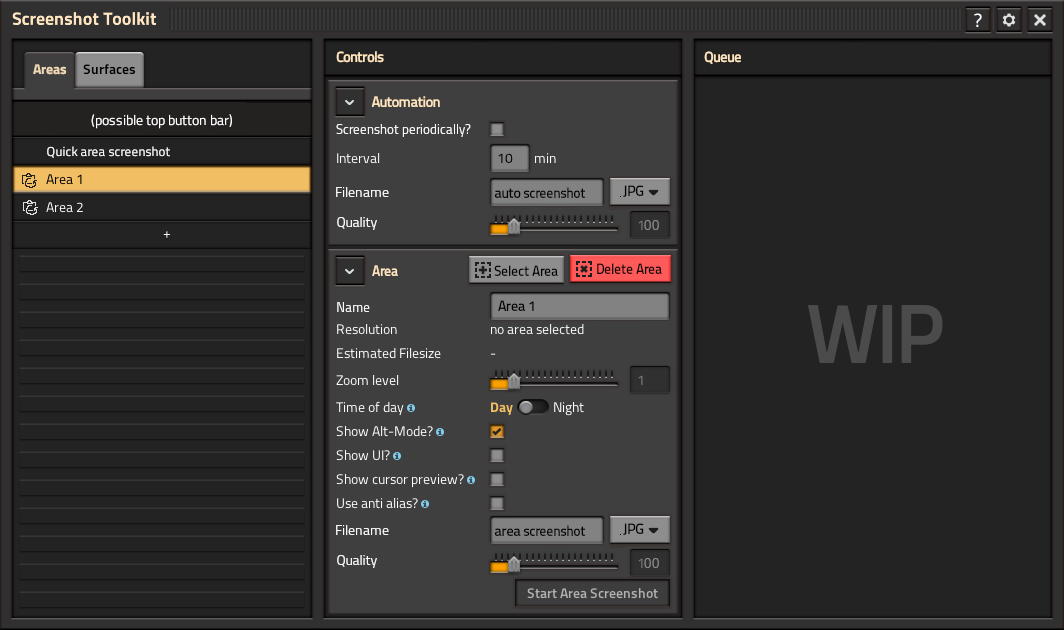 Screenshot Toolkit ?
Areas Surfaces
(possible top button bar)
Quick area screenshot
Area 1
Area 2
+
Controls
Automation
Screenshot periodically?
Interval 10 min
Filename auto screenshot .JPG
Quality 100
Area Select Area Delete Area
Name Area 1
Resolution no area selected
Estimated Filesize -
Zoom level 1
Time of day Day Night
Show Alt-Mode?
Show UI?
Show cursor preview?
Use anti alias?
Filename area screenshot .JPG
Quality 100
Start Area Screenshot
Queue
WIP